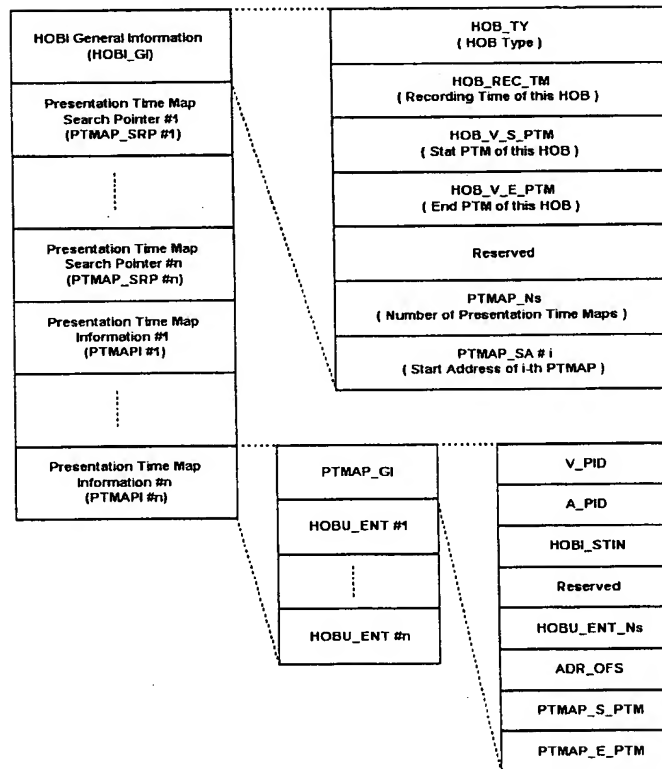 HOBI General Information
(HOBI_GI)
Presentation Time Map
Search Pointer #1
(PTMAP_SRP #1)
Presentation Time Map
Search Pointer #n
(PTMAP_SRP #n)
Presentation Time Map
Information #1
(PTMAPI #1)
Presentation Time Map
Information #n
(PTMAPI #n)
HOB_TY
( HOB Type )
HOB_REC_TM
( Recording Time of this HOB )
HOB_V_S_PTM
( Stat PTM of this HOB )
HOB_V_E_PTM
( End PTM of this HOB )
Reserved
PTMAP_Ns
( Number of Presentation Time Maps )
PTMAP_SA # i
( Start Address of i-th PTMAP )
PTMAP_GI
HOBU_ENT #1
HOBU_ENT #n
V_PID
A_PID
HOBI_STIN
Reserved
HOBU_ENT_Ns
ADR_OFS
PTMAP_S_PTM
PTMAP_E_PTM